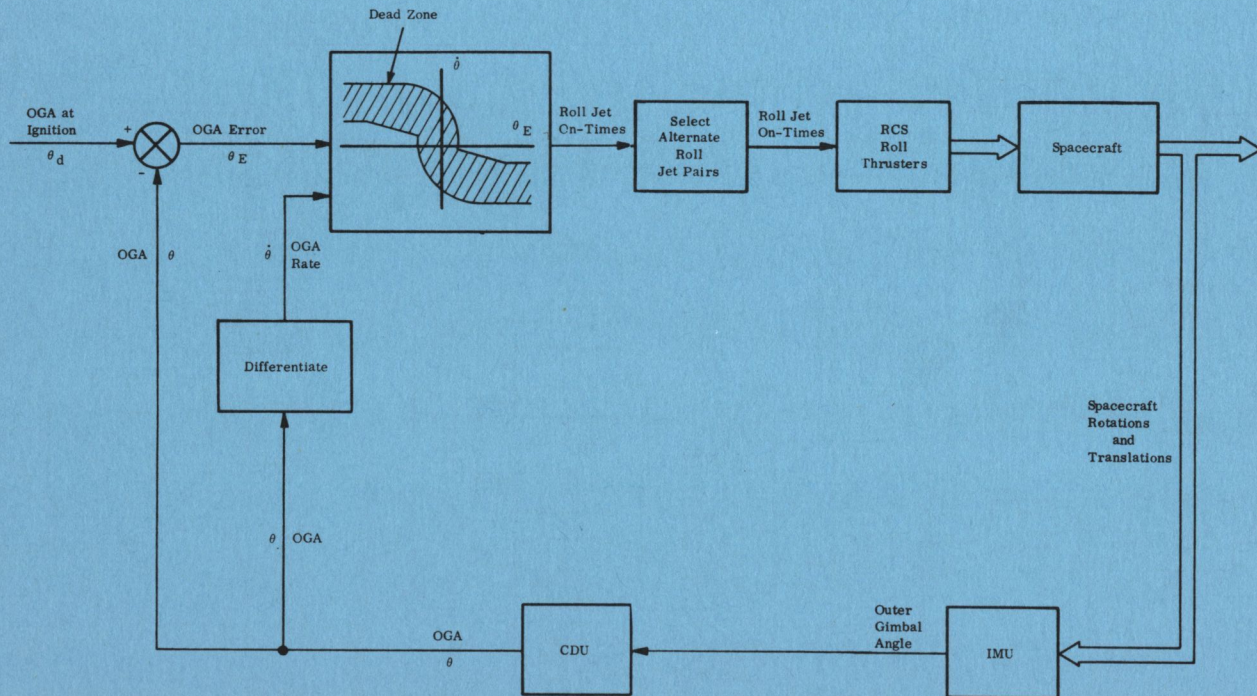 Dead Zone
OGA at
Ignition
θd
+
-
OGA Error
θE
θ̇
θE
Roll Jet
On-Times
Select
Alternate
Roll
Jet Pairs
Roll Jet
On-Times
RCS
Roll
Thrusters
Spacecraft
OGA θ
θ̇ OGA
Rate
Differentiate
θ OGA
Spacecraft
Rotations
and
Translations
OGA
θ
CDU
Outer
Gimbal
Angle
IMU